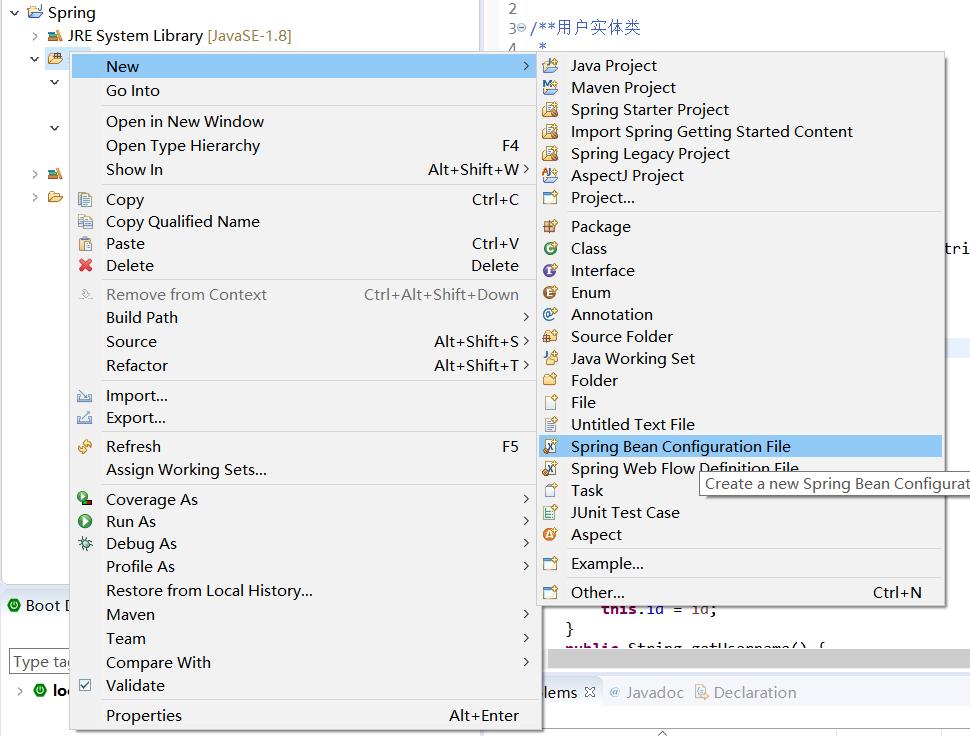 Spring
JRE System Library [JavaSE-1.8]
New
Go Into
Open in New Window
Open Type Hierarchy F4
Show In Alt+Shift+W
Copy Ctrl+C
Copy Qualified Name
Paste Ctrl+V
Delete Delete
Remove from Context Ctrl+Alt+Shift+Down
Build Path
Source Alt+Shift+S
Refactor Alt+Shift+T
Import...
Export...
Refresh F5
Assign Working Sets...
Coverage As
Run As
Debug As
Profile As
Restore from Local History...
Maven
Team
Compare With
Validate
Properties Alt+Enter
Boot D
Type tag
loc
2
3 /**用户实体类
4 *
Java Project
Maven Project
Spring Starter Project
Import Spring Getting Started Content
Spring Legacy Project
AspectJ Project
Project...
Package
Class
Interface
Enum
Annotation
Source Folder
Java Working Set
Folder
File
Untitled Text File
Spring Bean Configuration File
Spring Web Flow Definition File
Create a new Spring Bean Configurat
Task
JUnit Test Case
Aspect
Example...
Other... Ctrl+N
tri
this.id = id;
}
public String getUsername() {
lems @ Javadoc Declaration